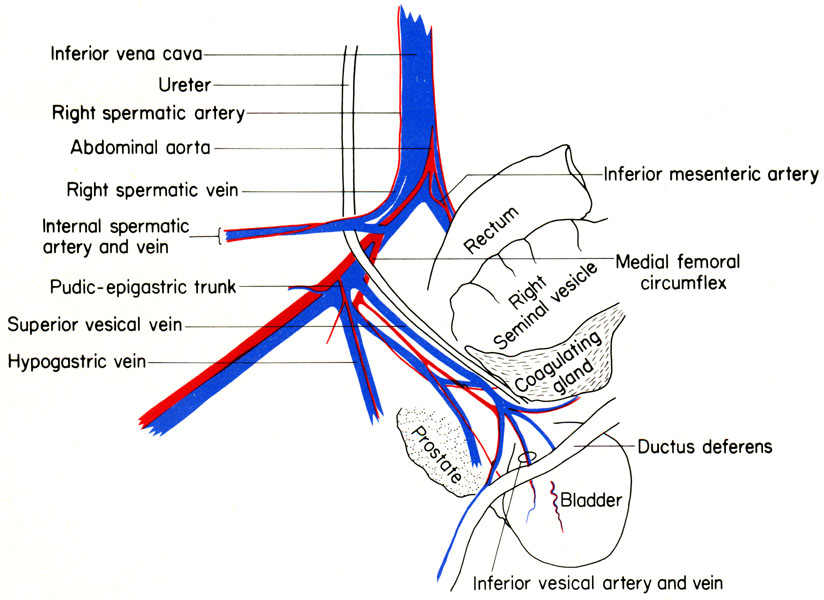 Inferior vena cava
Ureter
Right spermatic artery
Abdominal aorta
Right spermatic vein
Internal spermatic
artery and vein
Pudic-epigastric trunk
Superior vesical vein
Hypogastric vein
Inferior mesenteric artery
Rectum
Medial femoral
circumflex
Right
Seminal vesicle
Coagulating
gland
Prostate
Ductus deferens
Bladder
Inferior vesical artery and vein